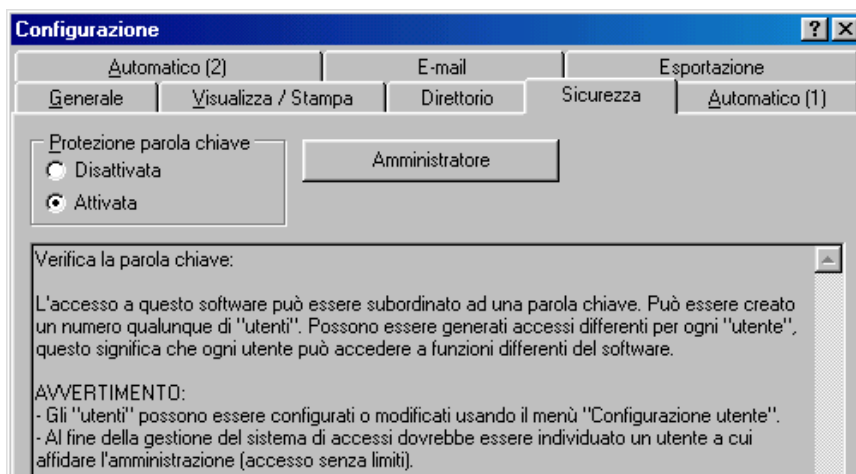 Configurazione
Automatico (2) E-mail Esportazione
Generale Visualizza / Stampa Direttorio Sicurezza Automatico (1)
Protezione parola chiave
Disattivata
Attivata
Amministratore
Verifica la parola chiave:
L'accesso a questo software può essere subordinato ad una parola chiave. Può essere creato
un numero qualunque di "utenti". Possono essere generati accessi differenti per ogni "utente",
questo significa che ogni utente può accedere a funzioni differenti del software.
AVVERTIMENTO:
- Gli "utenti" possono essere configurati o modificati usando il menù "Configurazione utente".
- Al fine della gestione del sistema di accessi dovrebbe essere individuato un utente a cui
affidare l'amministrazione (accesso senza limiti).